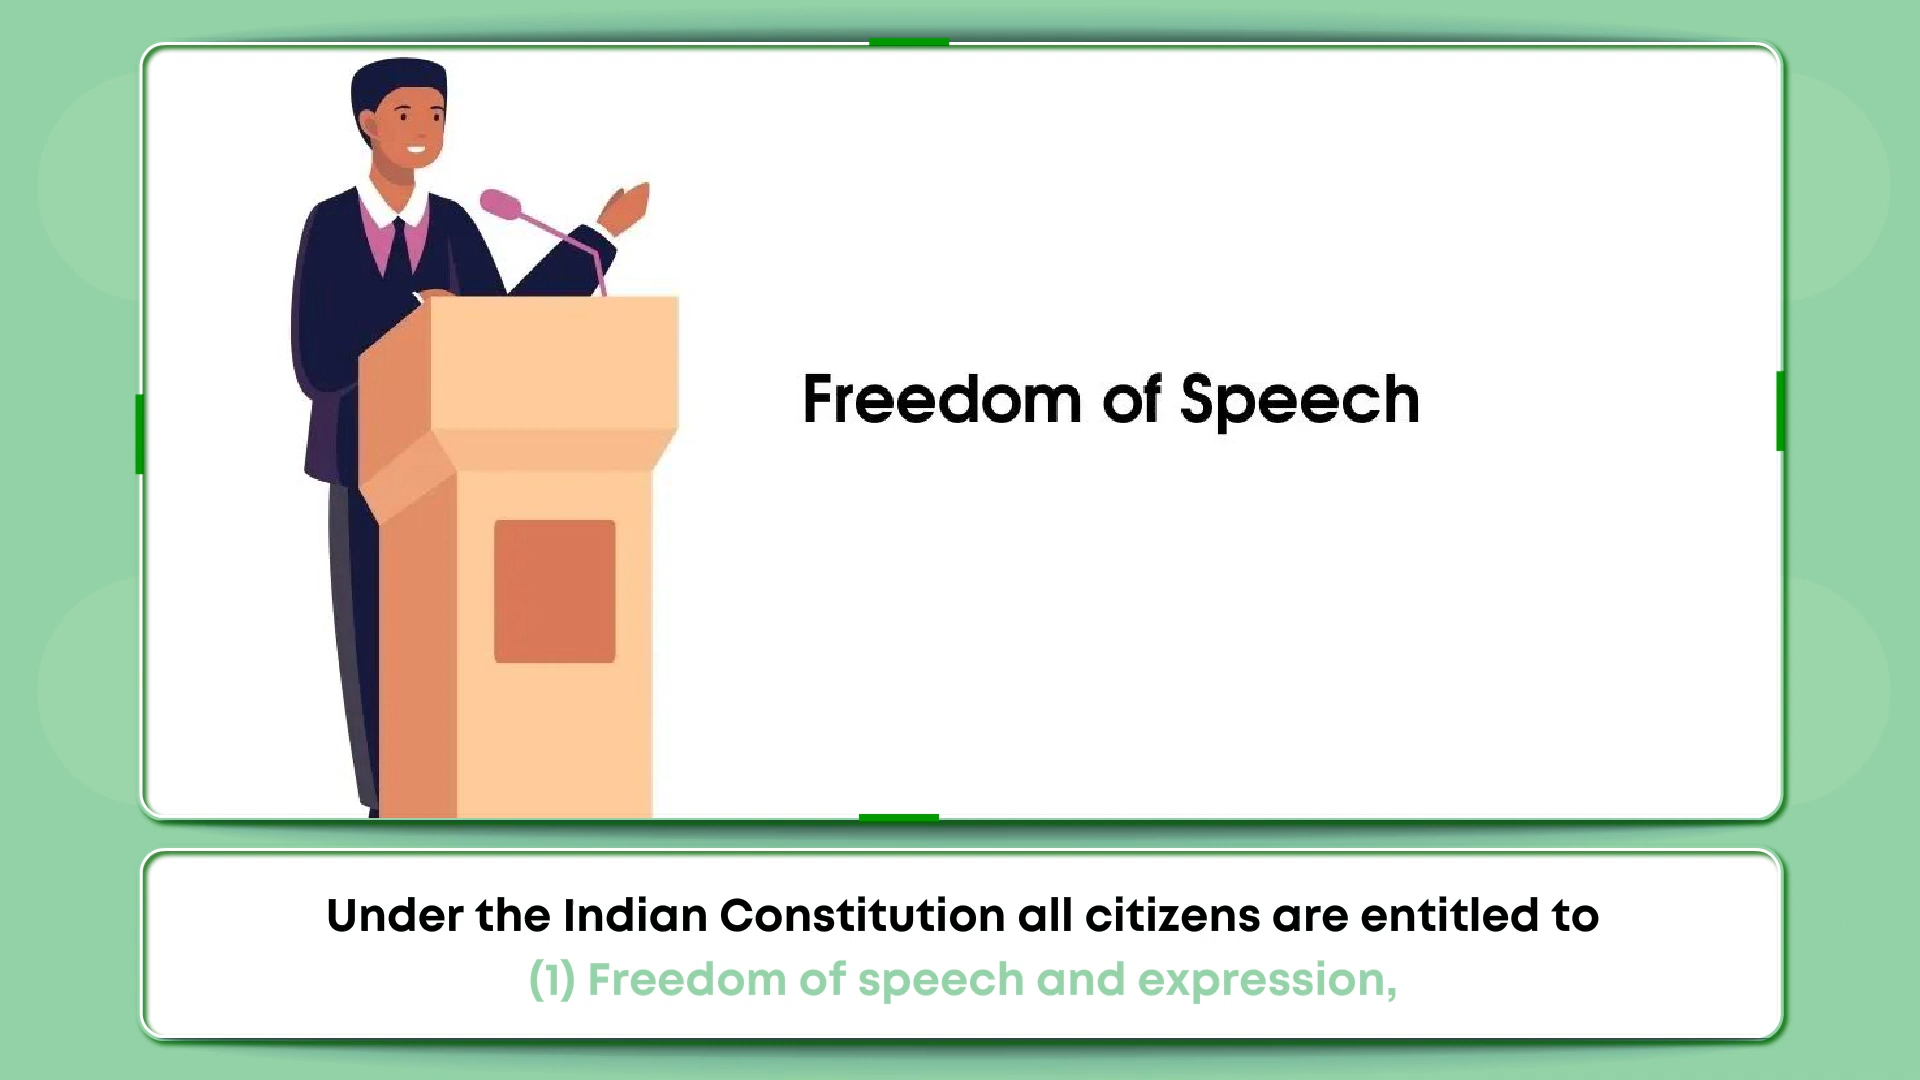 Freedom of Speech
Under the Indian Constitution all citizens are entitled to
(1) Freedom of speech and expression,